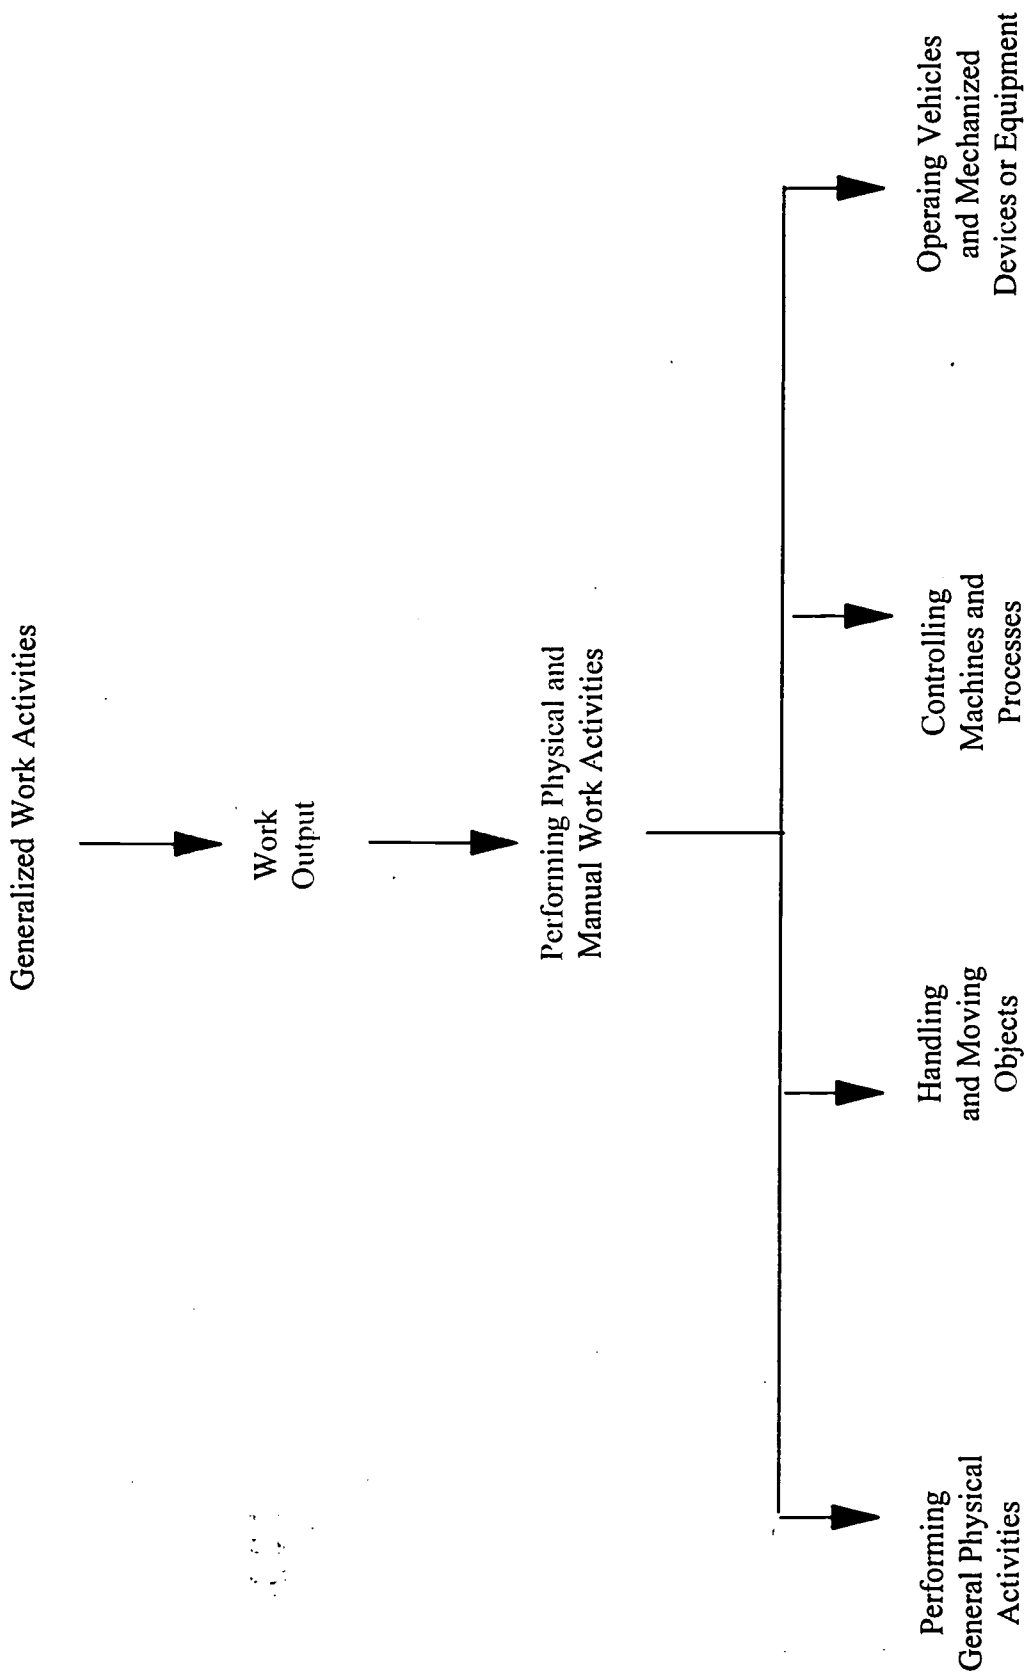 Generalized Work Activities
Work
Output
Performing Physical and
Manual Work Activities
Performing
General Physical
Activities
Handling
and Moving
Objects
Controlling
Machines and
Processes
Operaing Vehicles
and Mechanized
Devices or Equipment